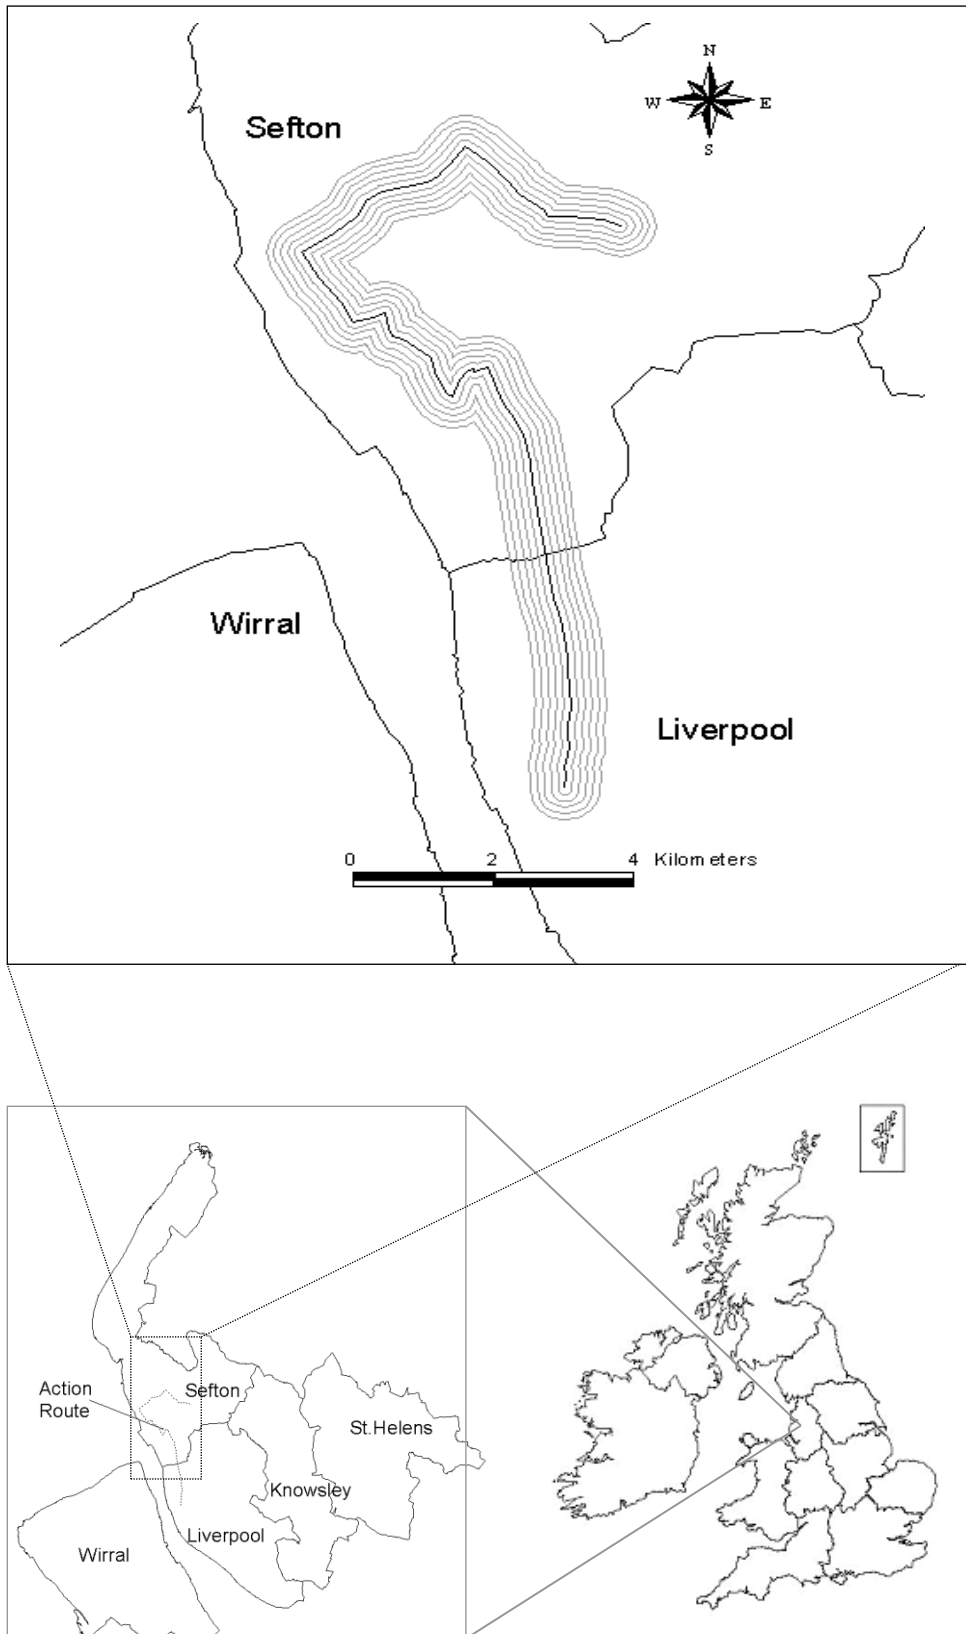 N
Sefton
W E
S
Wirral
Liverpool
0 2 4 Kilometers
Action
Route
Sefton
St.Helens
Knowsley
Liverpool
Wirral